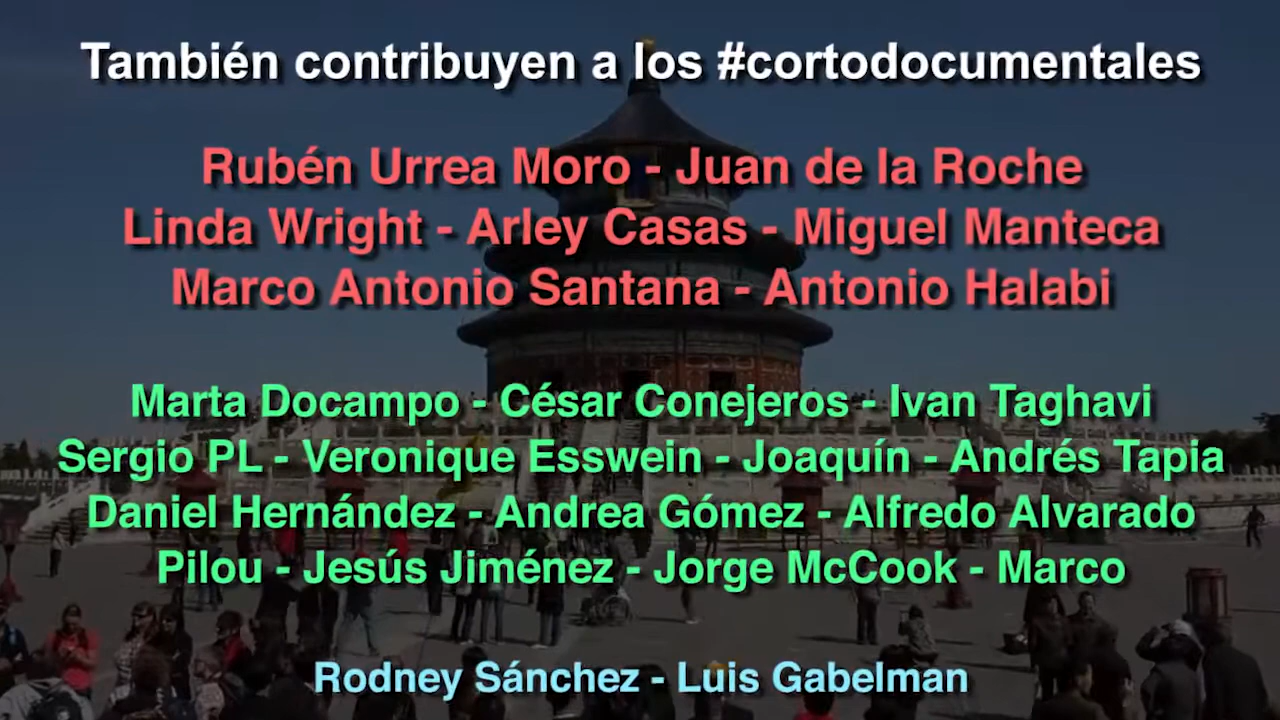 También contribuyen a los #cortodocumentales
Rubén Urrea Moro - Juan de la Roche
Linda Wright - Arley Casas - Miguel Manteca
Marco Antonio Santana - Antonio Halabi
Marta Docampo - César Conejeros - Ivan Taghavi
Sergio PL - Veronique Esswein - Joaquín - Andrés Tapia
Daniel Hernández - Andrea Gómez - Alfredo Alvarado
Pilou - Jesús Jiménez - Jorge McCook - Marco
Rodney Sánchez - Luis Gabelman